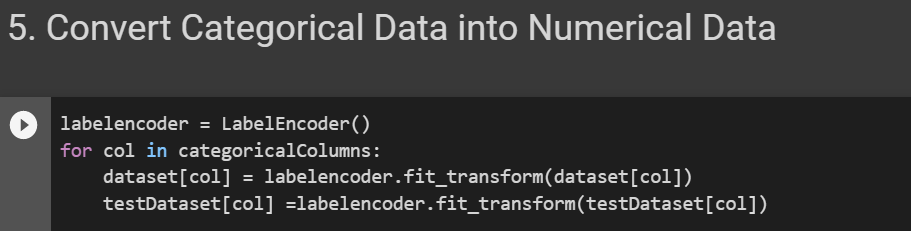 5. Convert Categorical Data into Numerical Data
labelencoder = LabelEncoder()
for col in categoricalColumns:
    dataset[col] = labelencoder.fit_transform(dataset[col])
    testDataset[col] =labelencoder.fit_transform(testDataset[col])